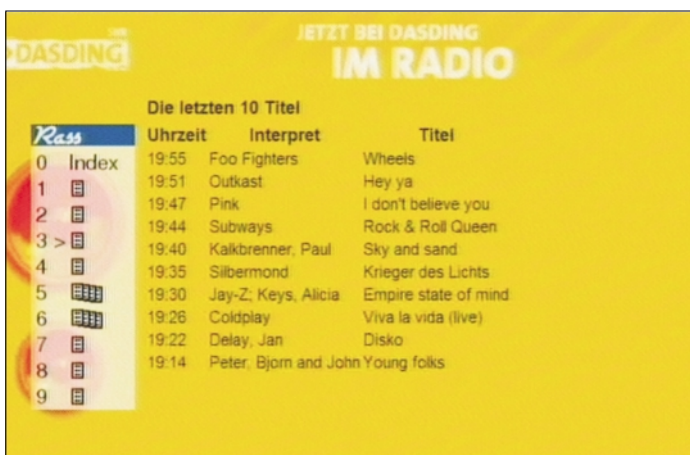 SWR
DASDING
JETZT BEI DASDING
IM RADIO
Die letzten 10 Titel
Rass
Uhrzeit Interpret Titel
0 Index
19:55 Foo Fighters Wheels
1
19:51 Outkast Hey ya
2
19:47 Pink I don't believe you
19:44 Subways Rock & Roll Queen
3 >
19:40 Kalkbrenner, Paul Sky and sand
4
19:35 Silbermond Krieger des Lichts
5
19:30 Jay-Z; Keys, Alicia Empire state of mind
6
19:26 Coldplay Viva la vida (live)
7
19:22 Delay, Jan Disko
8
19:14 Peter, Bjorn and John Young folks
9